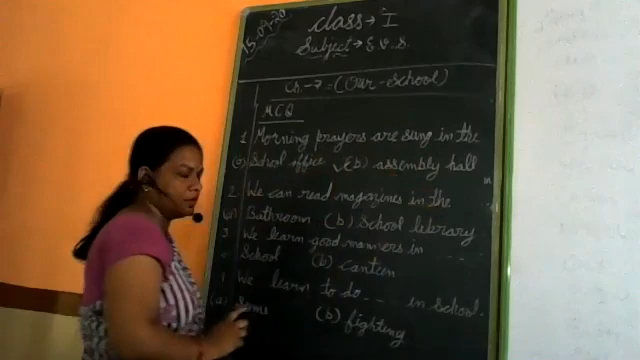 15-09-20
Class → I
Subject → E.V.S.
Ch-7 = (Our-School)
MCQ
1 Morning prayers are sung in the
(a) School office ✓(b) assembly hall
2 We can read magazines in the
(a) Bathroom (b) School library
3 We learn good manners in ...
School (b) canteen
We learn to do ... in School.
(a) Sums (b) fighting